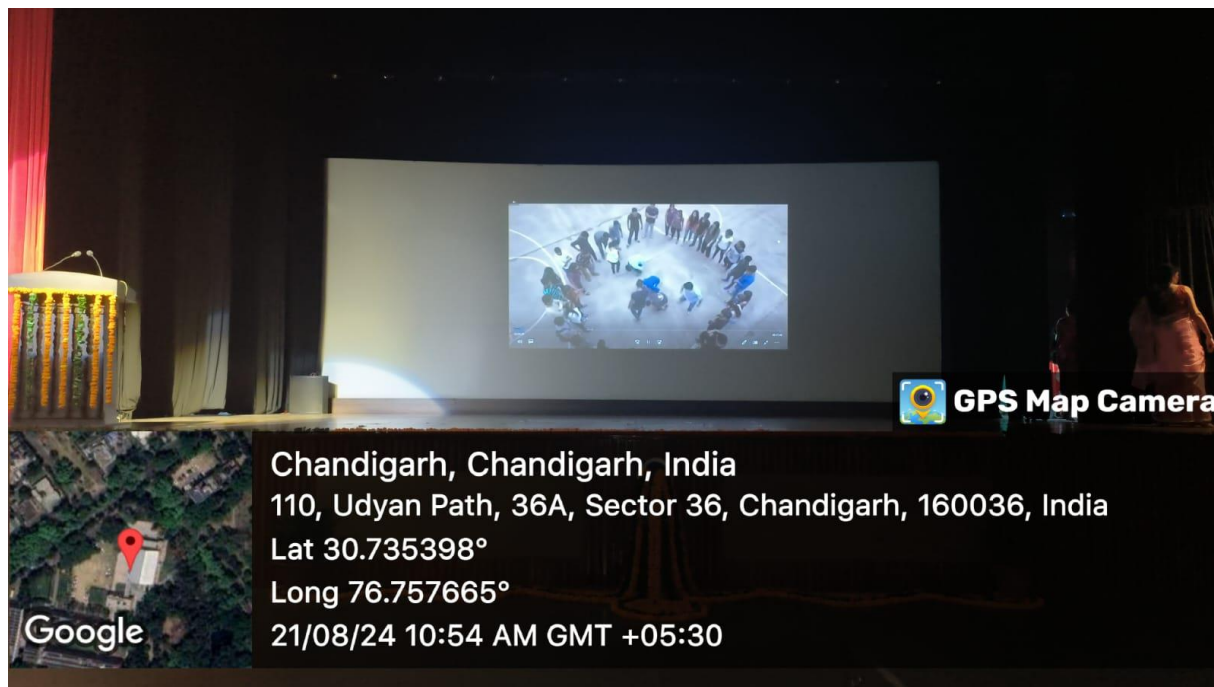 GPS Map Camera
Chandigarh, Chandigarh, India
110, Udyan Path, 36A, Sector 36, Chandigarh, 160036, India
Lat 30.735398°
Long 76.757665°
21/08/24 10:54 AM GMT +05:30
Google